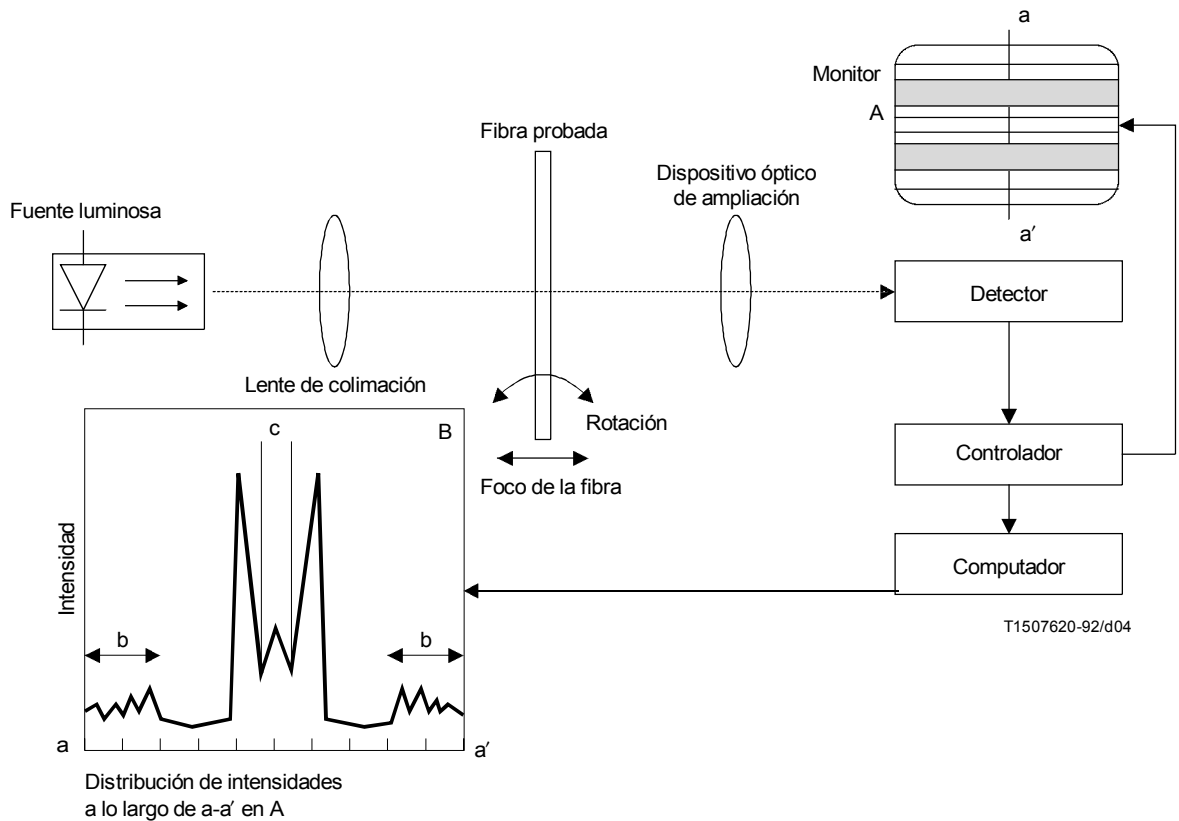 a
Monitor
A
Fibra probada
Dispositivo óptico
de ampliación
Fuente luminosa
a′
Detector
Lente de colimación
Rotación
B
c
Controlador
Foco de la fibra
Intensidad
Computador
T1507620-92/d04
b
b
a
a′
Distribución de intensidades
a lo largo de a-a′ en A